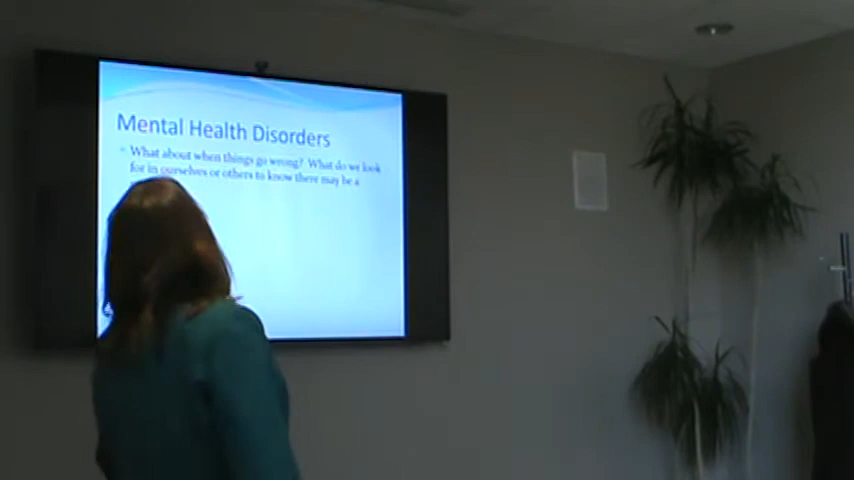 Mental Health Disorders
What about when things go wrong? What do we look
for in ourselves or others to know there may be a